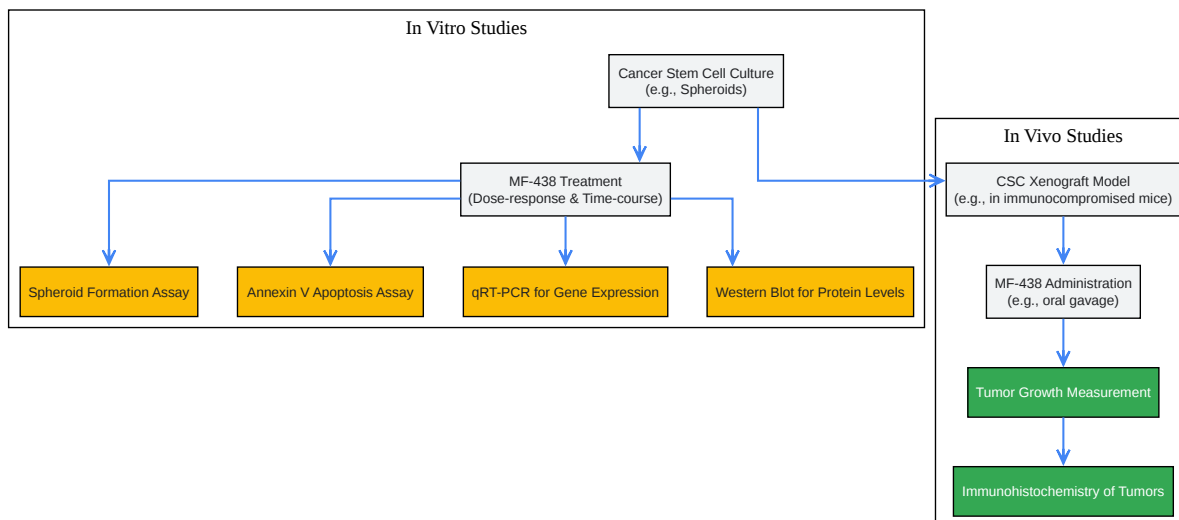 In Vitro Studies
Cancer Stem Cell Culture
(e.g., Spheroids)
MF-438 Treatment
(Dose-response & Time-course)
Spheroid Formation Assay
Annexin V Apoptosis Assay
qRT-PCR for Gene Expression
Western Blot for Protein Levels
In Vivo Studies
CSC Xenograft Model
(e.g., in immunocompromised mice)
MF-438 Administration
(e.g., oral gavage)
Tumor Growth Measurement
Immunohistochemistry of Tumors